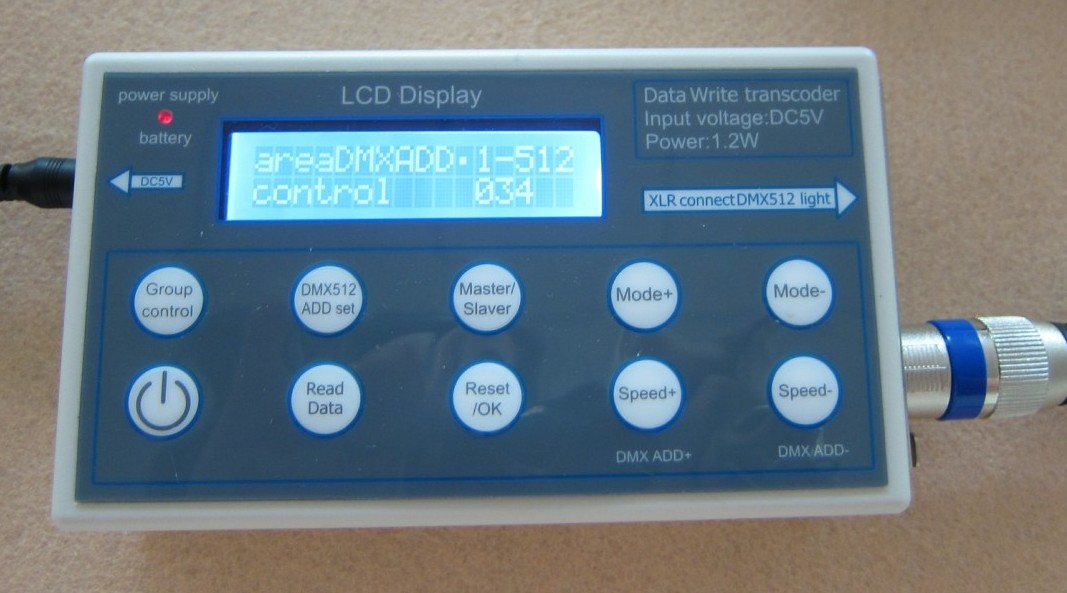 power supply
LCD Display
battery
DC5V
areaDMXADD·1-512
control 034
Data Write transcoder
Input voltage:DC5V
Power:1.2W
XLR connectDMX512 light
Group
control
DMX512
ADD set
Master/
Slaver
Mode+
Mode-
Read
Data
Reset
/OK
Speed+
Speed-
DMX ADD+
DMX ADD-